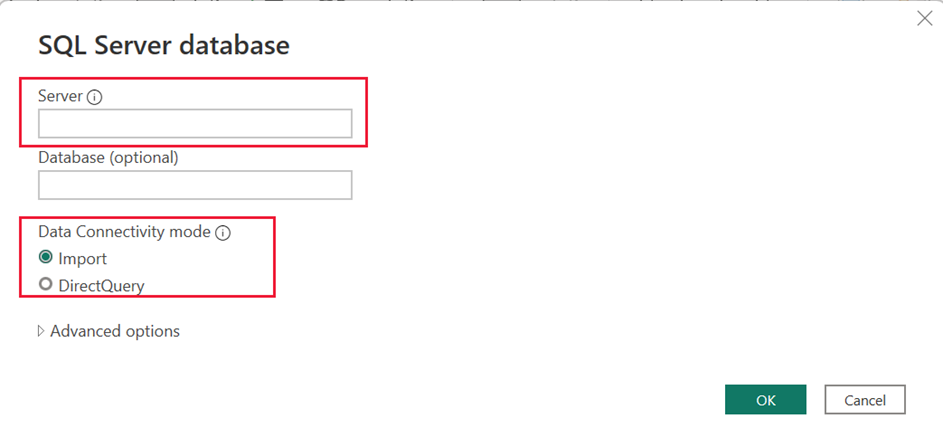 SQL Server database
Server
Database (optional)
Data Connectivity mode
Import
DirectQuery
Advanced options
OK
Cancel